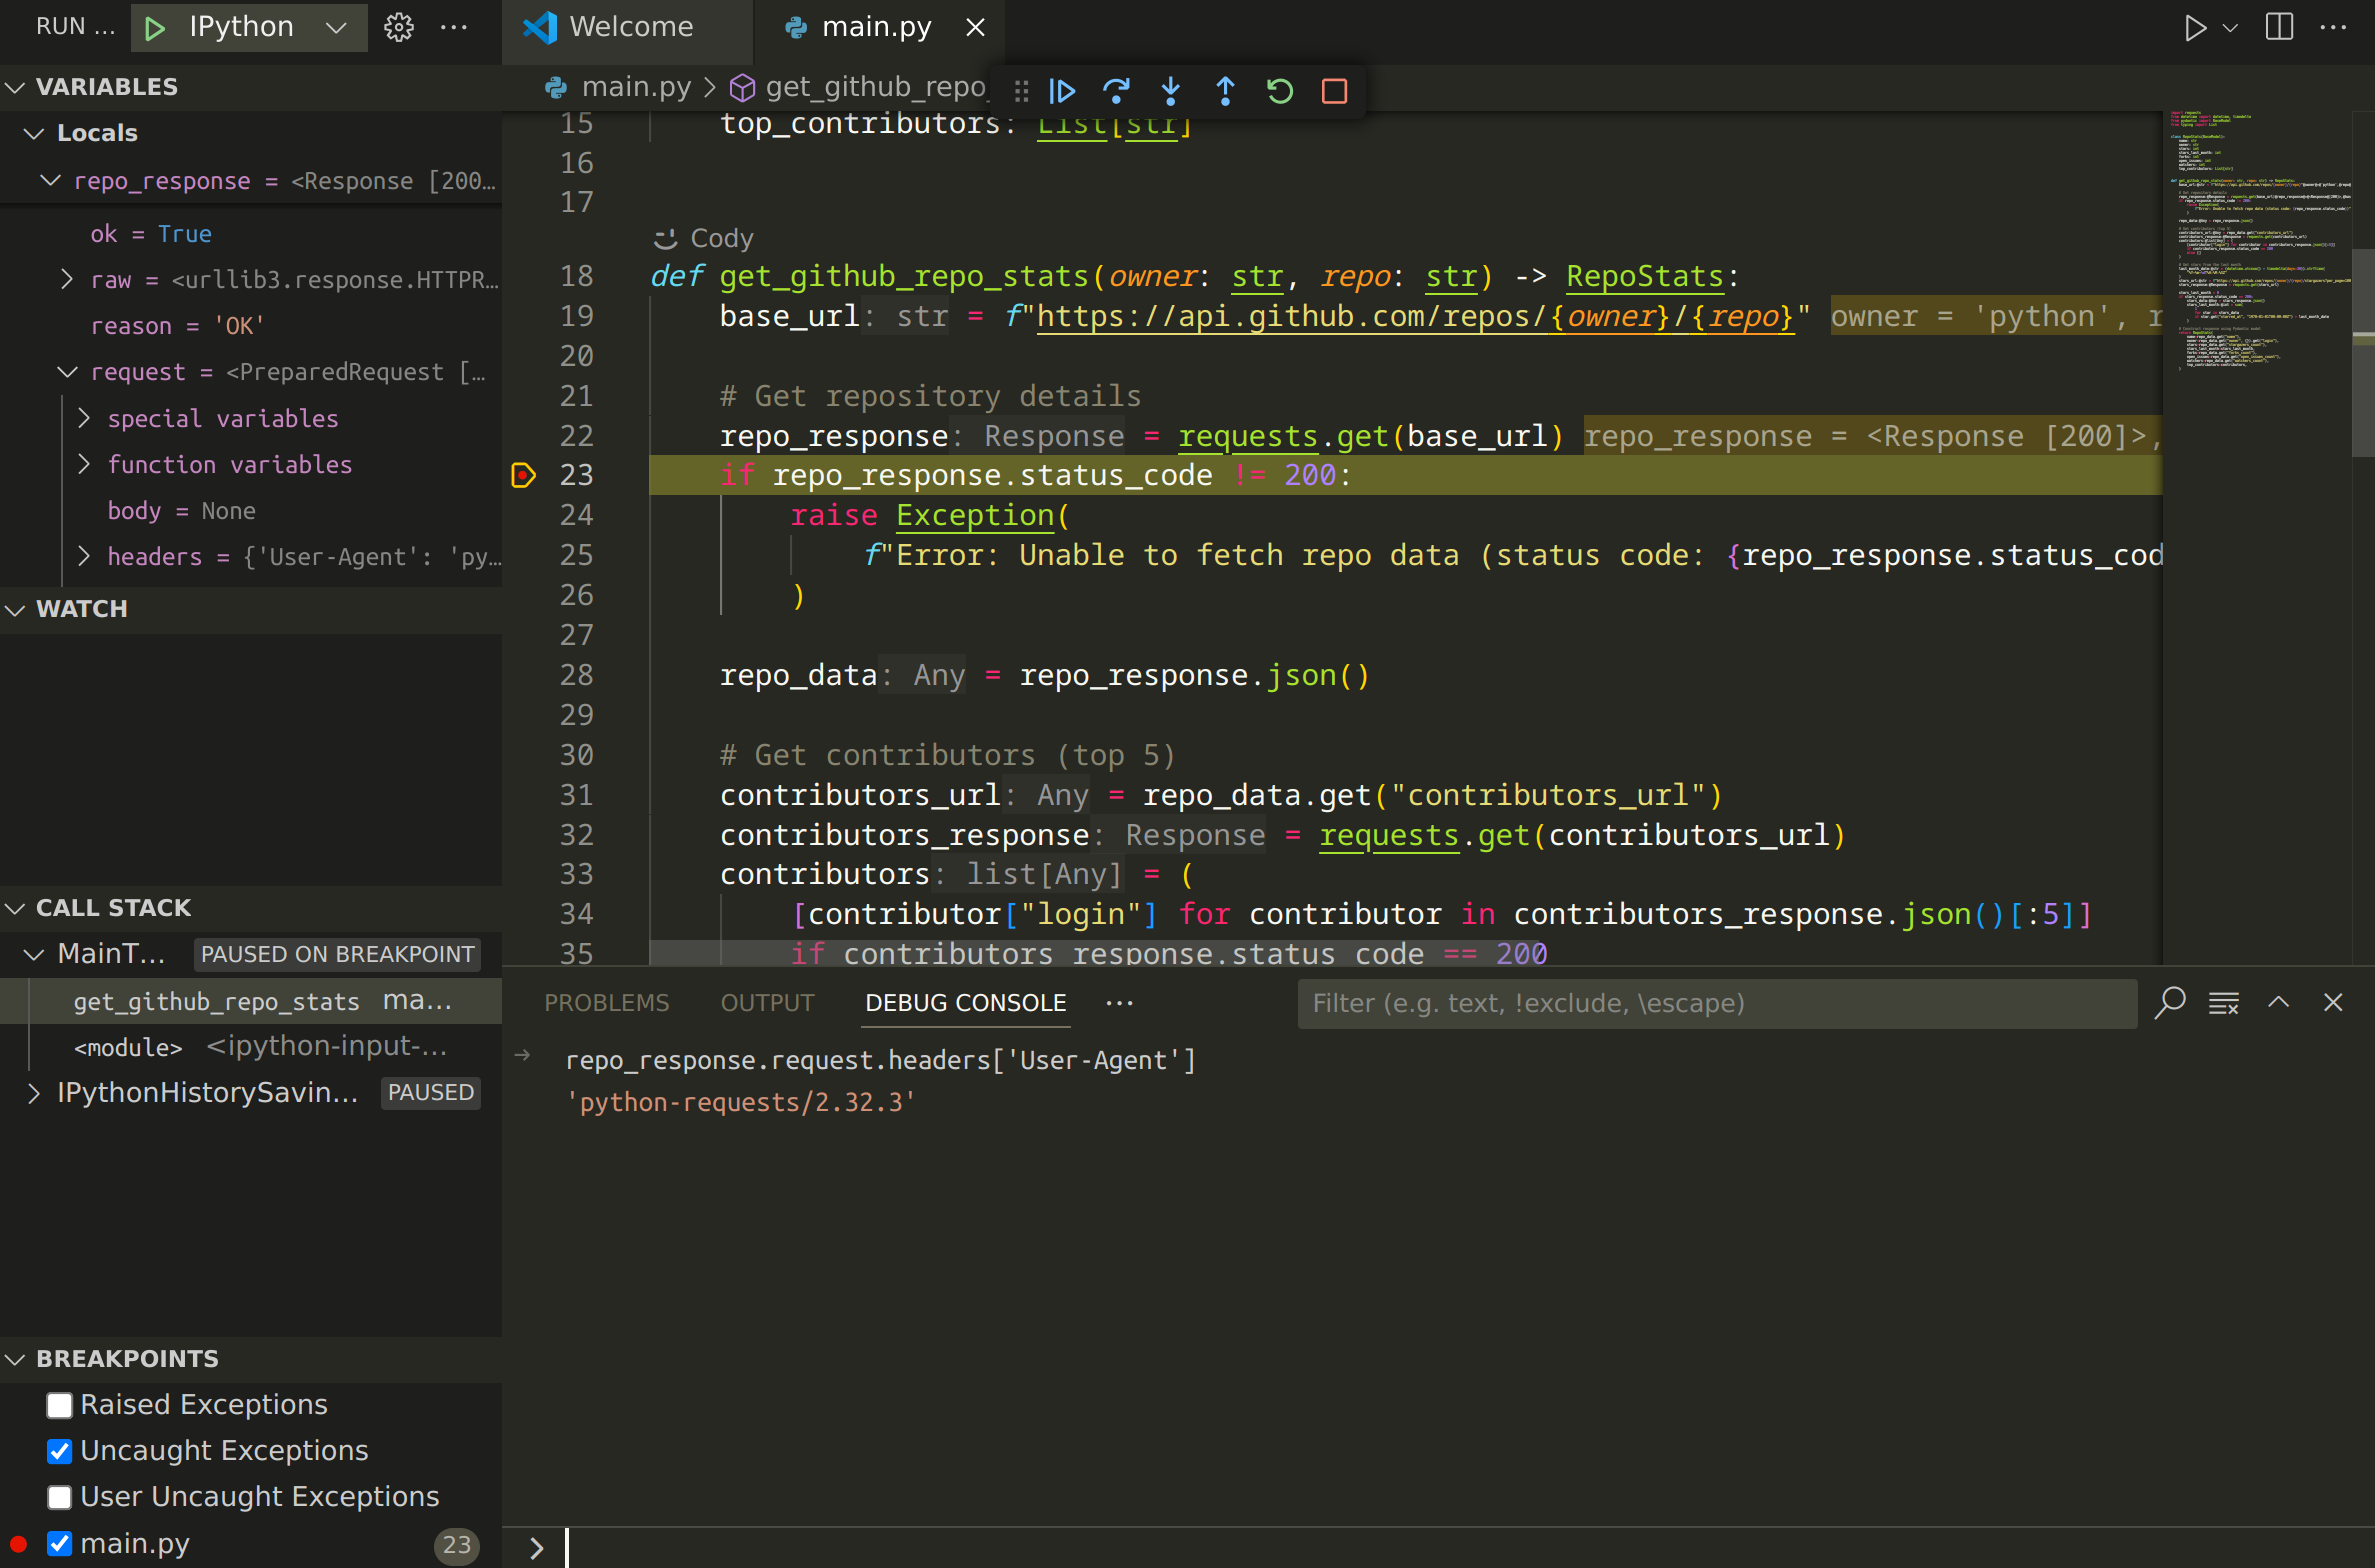 RUN ...
IPython
VARIABLES
Locals
repo_response = <Response [200...
ok = True
raw = <urllib3.response.HTTPR...
reason = 'OK'
request = <PreparedRequest [...
special variables
function variables
body = None
headers = {'User-Agent': 'py...
WATCH
CALL STACK
MainT... PAUSED ON BREAKPOINT
get_github_repo_stats ma...
<module> <ipython-input-...
IPythonHistorySavin... PAUSED
BREAKPOINTS
Raised Exceptions
Uncaught Exceptions
User Uncaught Exceptions
main.py 23
Welcome
main.py
main.py > get_github_repo_
15 top_contributors: List[str]
16
17
Cody
18 def get_github_repo_stats(owner: str, repo: str) -> RepoStats:
19 base_url: str = f"https://api.github.com/repos/{owner}/{repo}" owner = 'python', r
20
21 # Get repository details
22 repo_response: Response = requests.get(base_url) repo_response = <Response [200]>,
23 if repo_response.status_code != 200:
24 raise Exception(
25 f"Error: Unable to fetch repo data (status code: {repo_response.status_cod
26 )
27
28 repo_data: Any = repo_response.json()
29
30 # Get contributors (top 5)
31 contributors_url: Any = repo_data.get("contributors_url")
32 contributors_response: Response = requests.get(contributors_url)
33 contributors: list[Any] = (
34 [contributor["login"] for contributor in contributors_response.json()[:5]]
35 if contributors_response.status_code == 200
PROBLEMS OUTPUT DEBUG CONSOLE ...
Filter (e.g. text, !exclude, \escape)
repo_response.request.headers['User-Agent']
'python-requests/2.32.3'